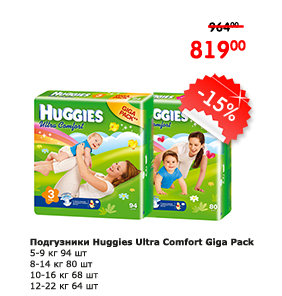 964⁰⁰
819⁰⁰
-15%
HUGGIES
Ultra Comfort
GIGA PACK
3
94
HUGGIES
Ultra Comfort
80
Подгузники Huggies Ultra Comfort Giga Pack
5-9 кг 94 шт
8-14 кг 80 шт
10-16 кг 68 шт
12-22 кг 64 шт